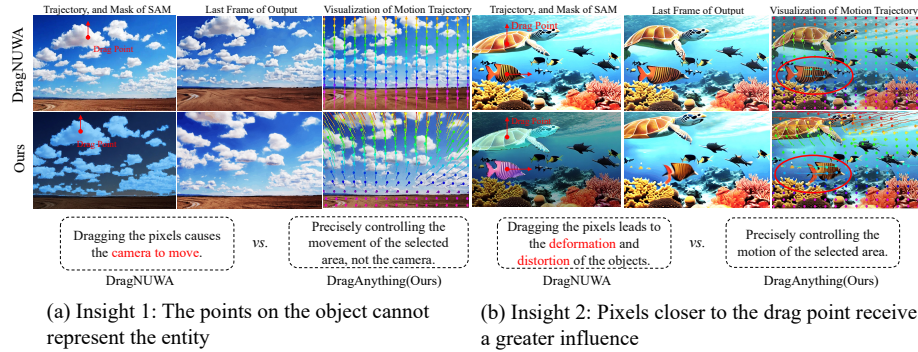 Trajectory, and Mask of SAM
Last Frame of Output
Visualization of Motion Trajectory
Trajectory, and Mask of SAM
Last Frame of Output
Visualization of Motion Trajectory
DragNUWA
Drag Point
Drag Point
Ours
Drag Point
Drag Point
Dragging the pixels causes
the camera to move.
vs.
Precisely controlling the
movement of the selected
area, not the camera.
Dragging the pixels leads to
the deformation and
distortion of the objects.
vs.
Precisely controlling the
motion of the selected area.
DragNUWA
DragAnything(Ours)
DragNUWA
DragAnything(Ours)
(a) Insight 1: The points on the object cannot
represent the entity
(b) Insight 2: Pixels closer to the drag point receive
a greater influence